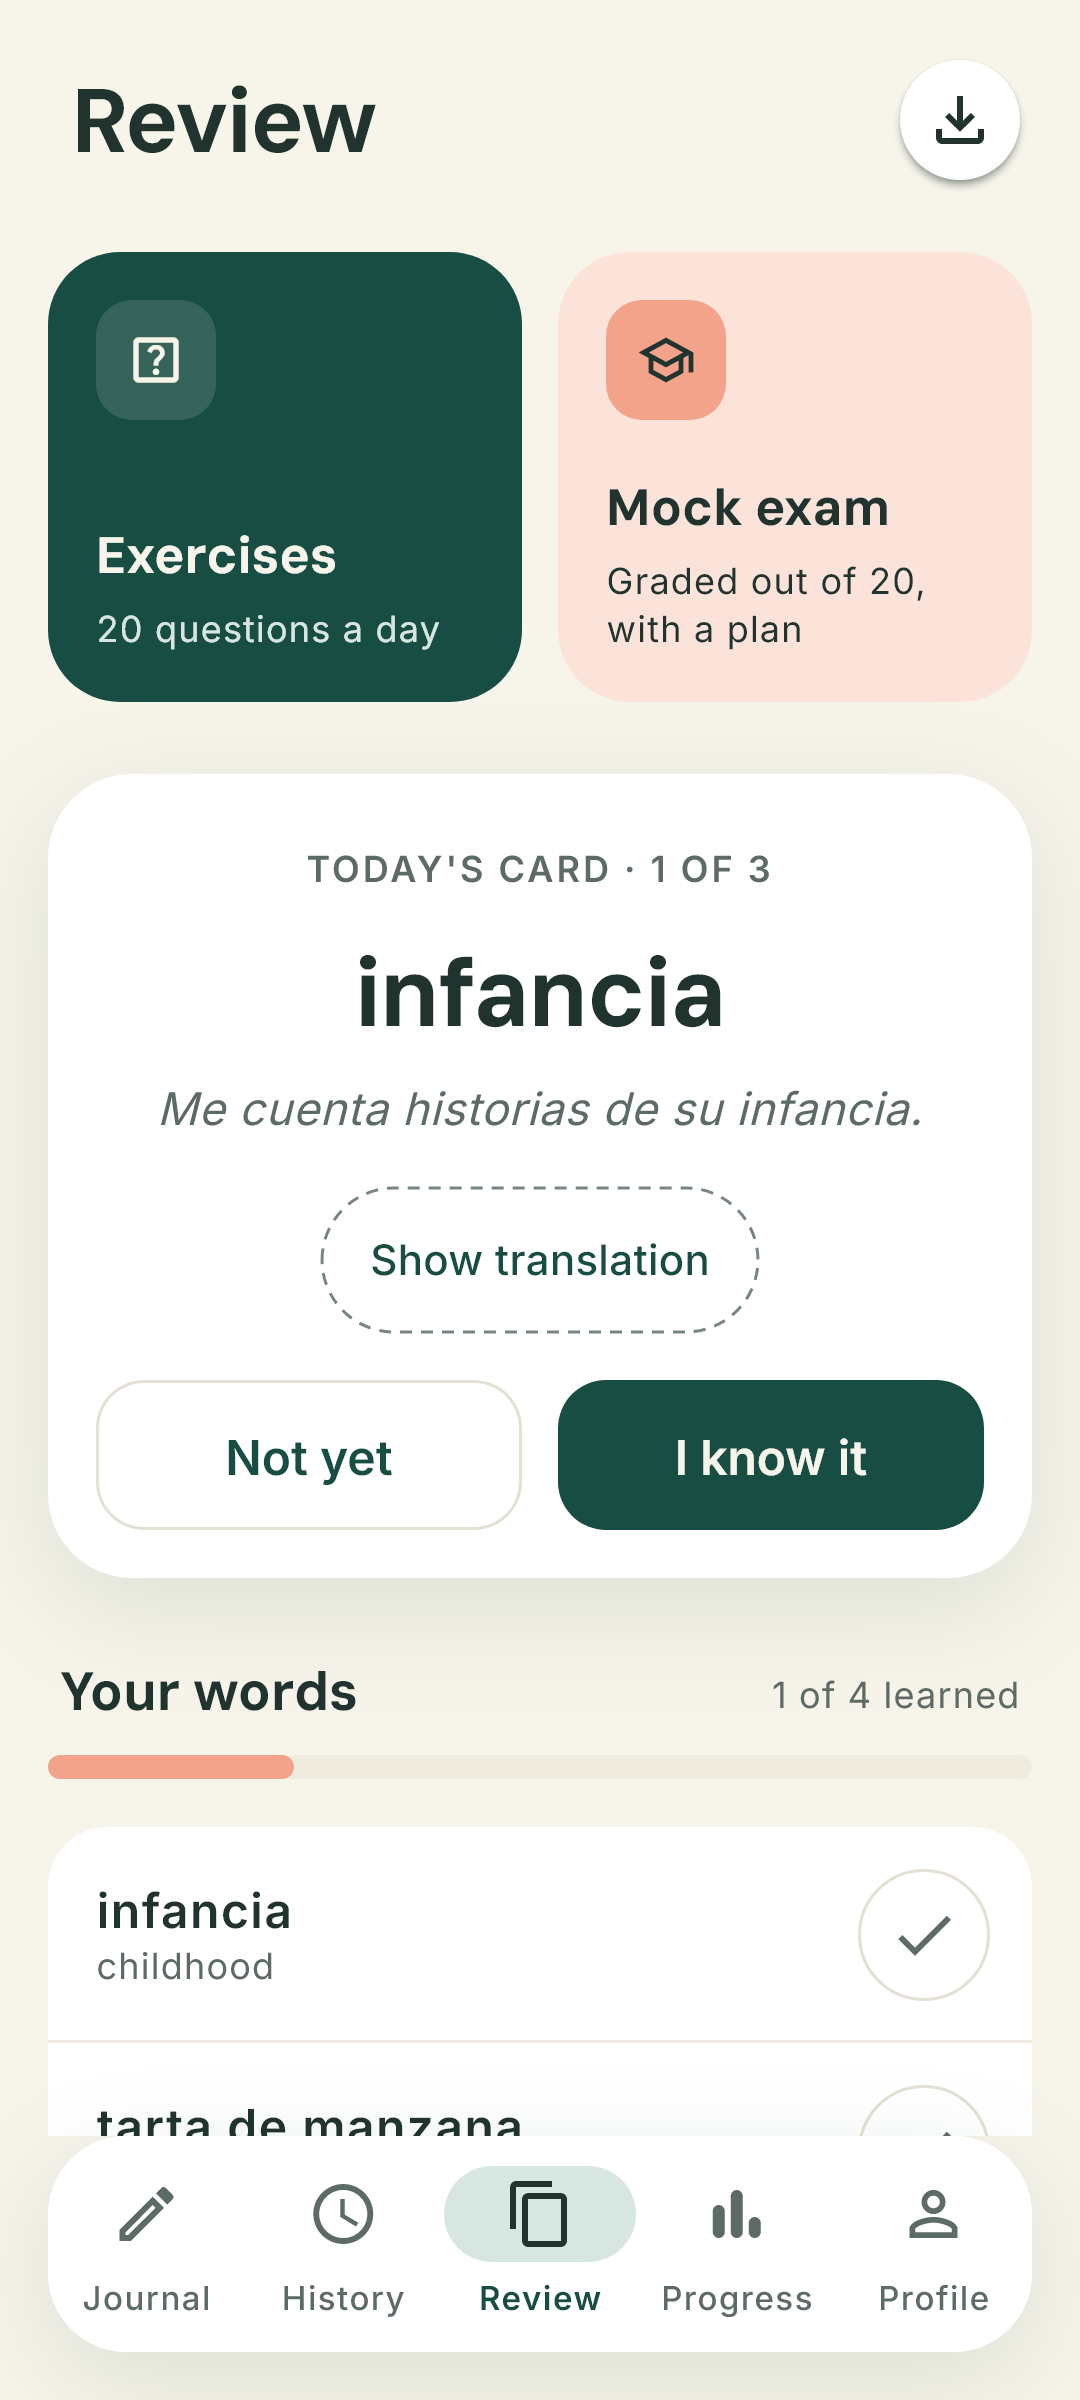 Review
Exercises
20 questions a day
Mock exam
Graded out of 20,
with a plan
TODAY'S CARD · 1 OF 3
infancia
Me cuenta historias de su infancia.
Show translation
Not yet
I know it
Your words
1 of 4 learned
infancia
childhood
tarta de manzana
Journal
History
Review
Progress
Profile